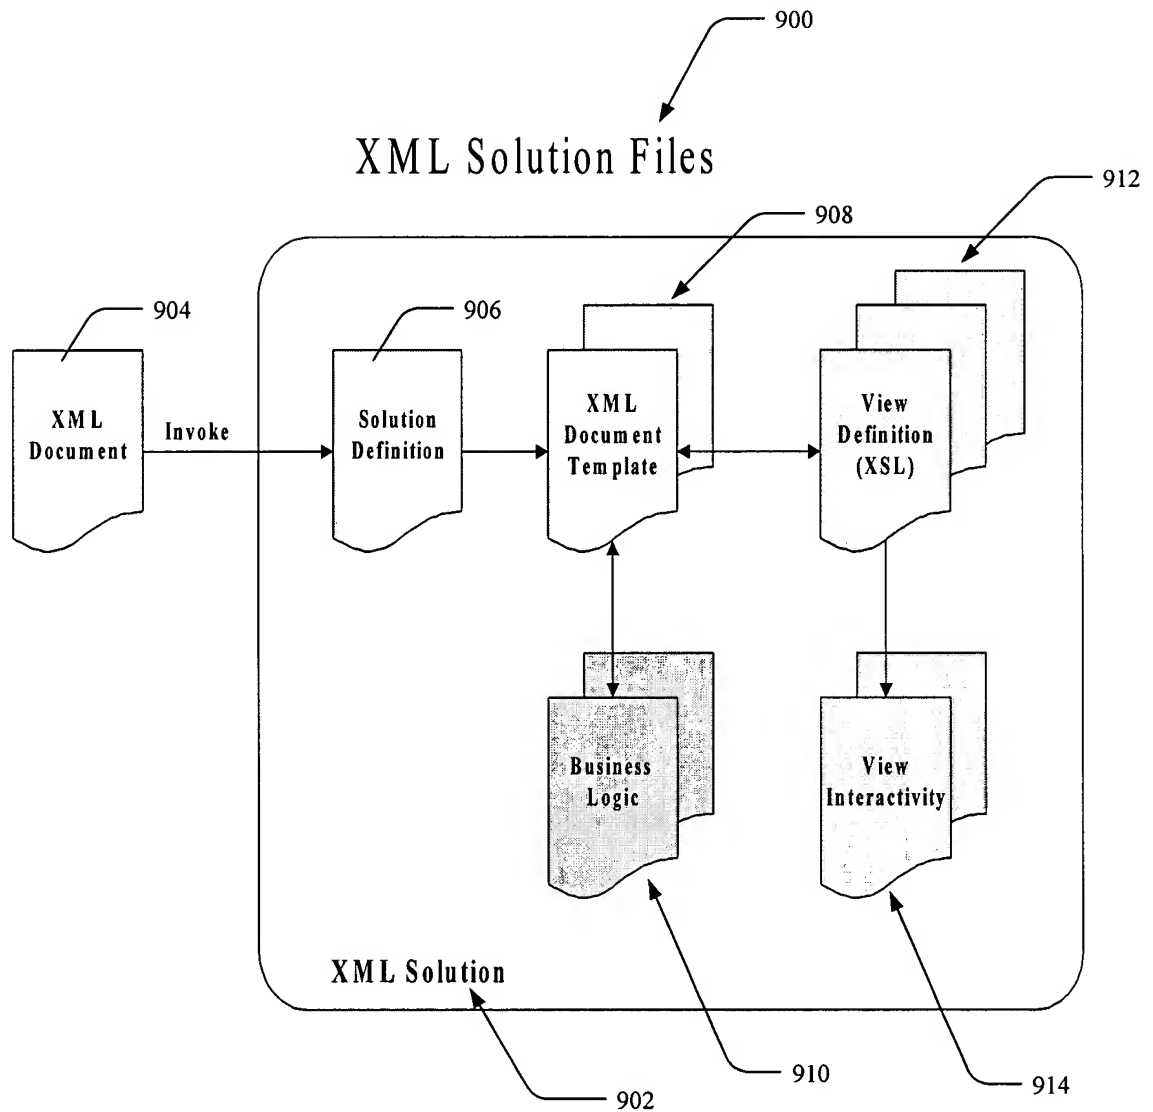 900
XML Solution Files
912
908
904
906
XML
Document
Invoke
Solution
Definition
XML
Document
Template
View
Definition
(XSL)
Business
Logic
View
Interactivity
XML Solution
902
910
914